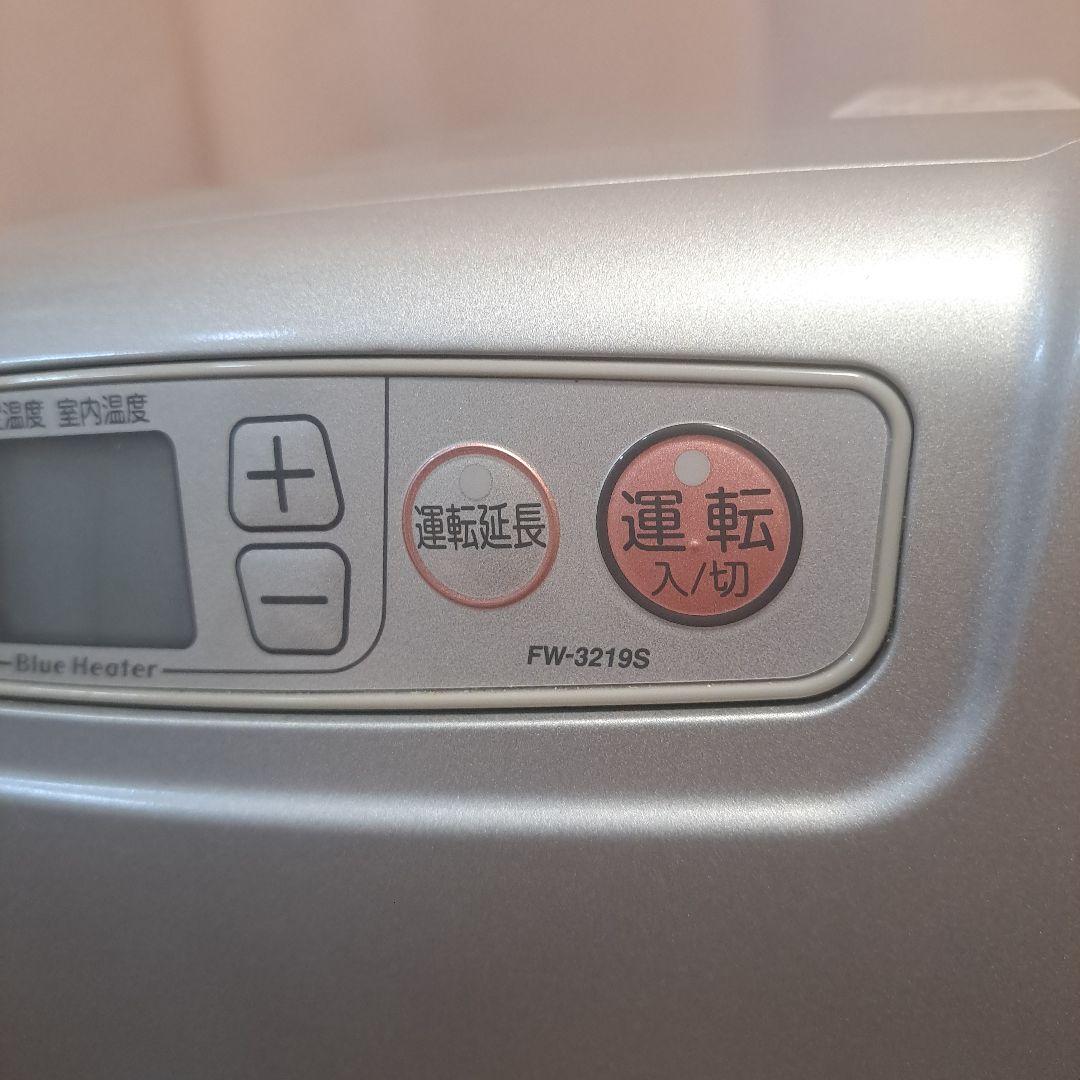 温度 室内温度
+
−
Blue Heater
運転延長
運転
入/切
FW-3219S